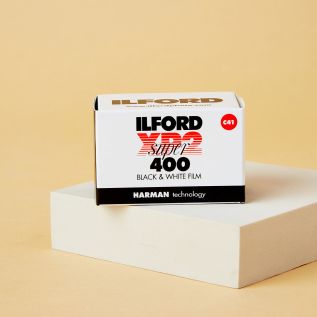 ILFORD
ILFORD
C41
XP2
super
400
BLACK & WHITE FILM
HARMAN technology